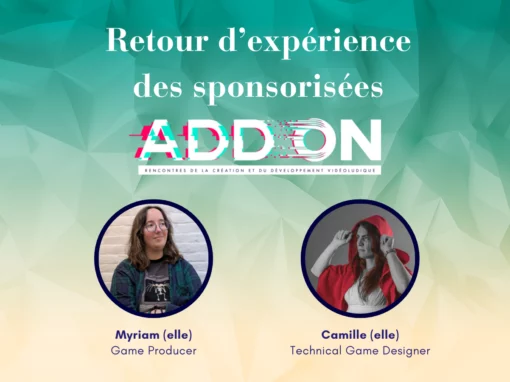 Retour d’expérience
des sponsorisées
ADDON
RENCONTRES DE LA CRÉATION ET DU DÉVELOPPEMENT VIDÉOLUDIQUE
Myriam (elle)
Game Producer
Camille (elle)
Technical Game Designer